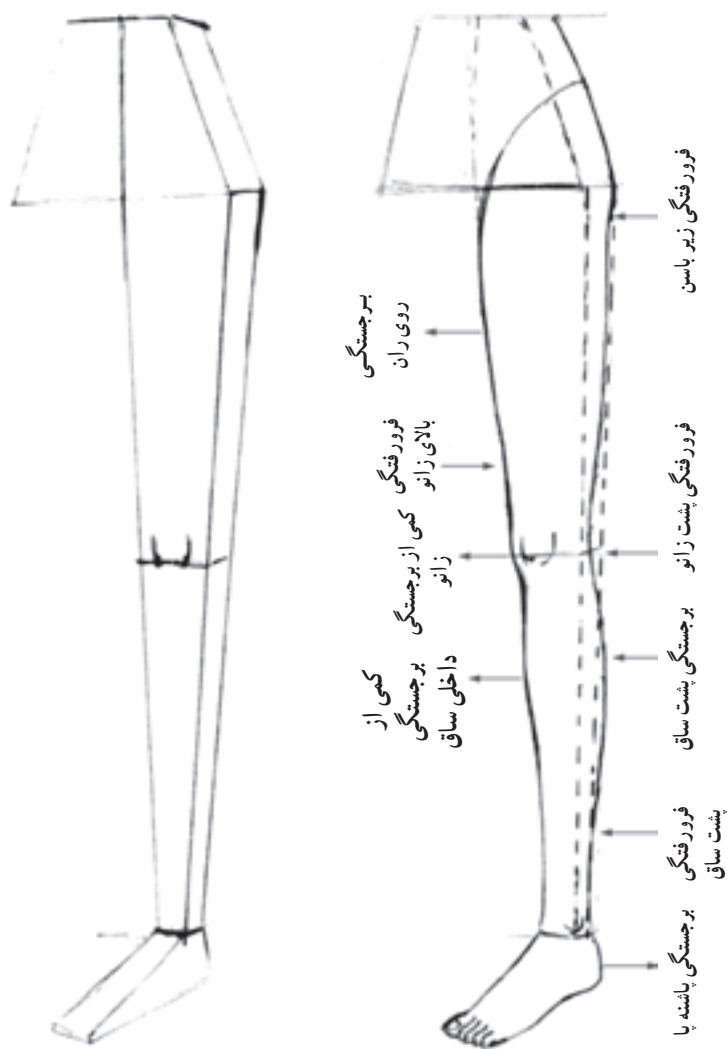 برجستگی
روی ران
فرورفتگی
بالای زانو
کمی از برجستگی
زانو
کمی از
برجستگی
داخلی ساق
فرورفتگی زیر باسن
فرورفتگی پشت زانو
برجستگی پشت ساق
فرورفتگی
پشت ساق
برجستگی پاشنه پا